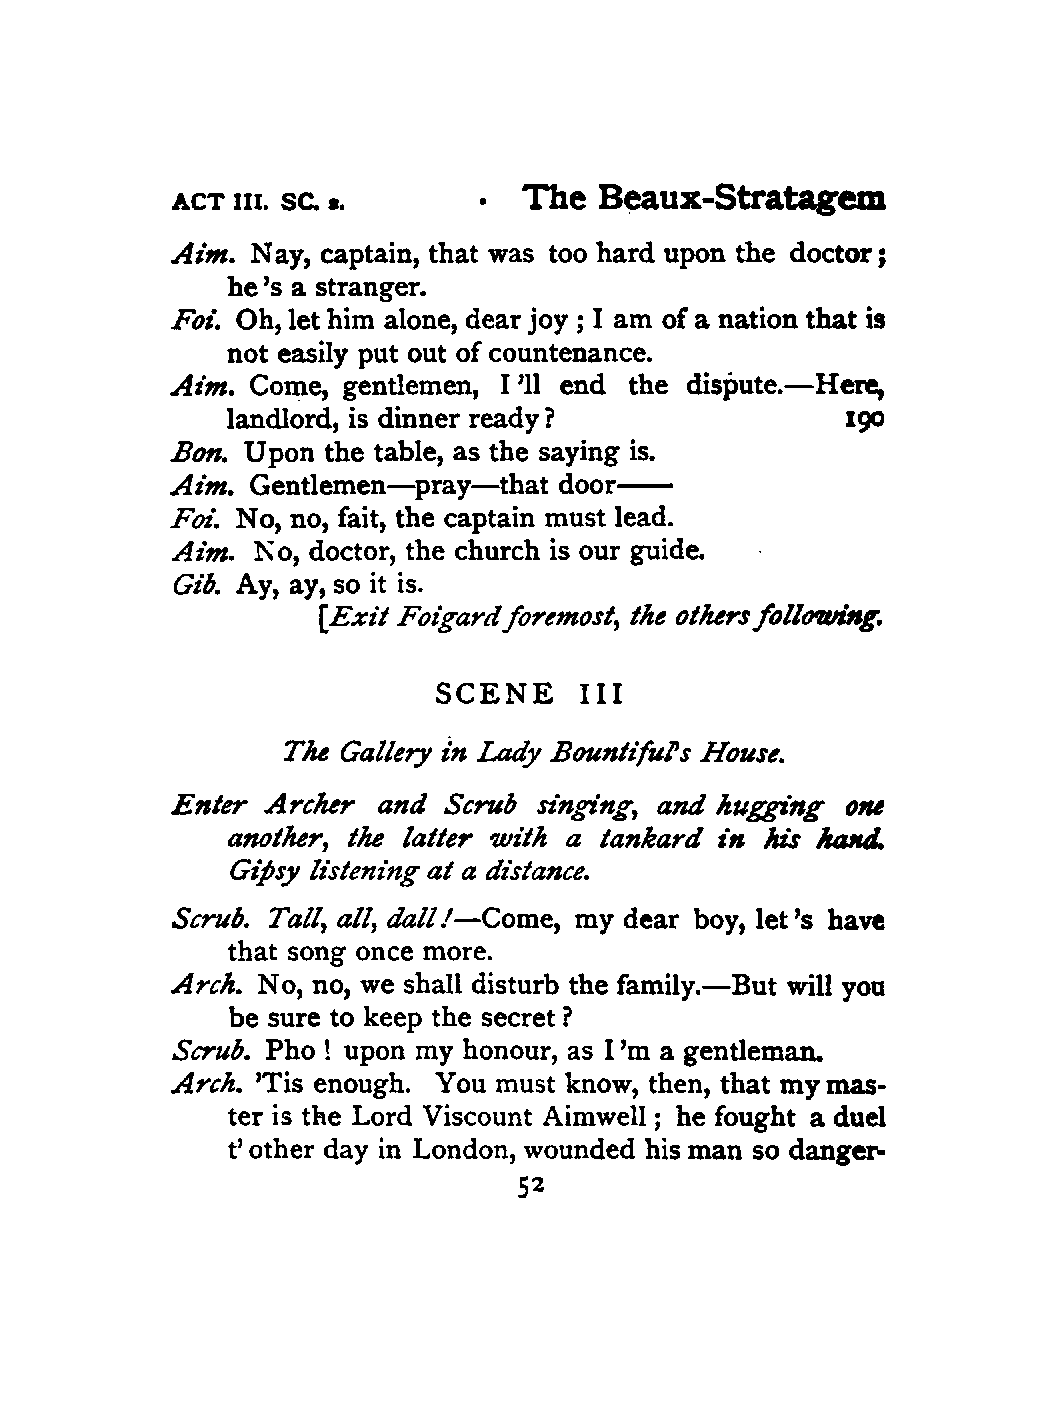 ACT III. SC. 2. The Beaux-Stratagem
Aim. Nay, captain, that was too hard upon the doctor;
he's a stranger.
Foi. Oh, let him alone, dear joy; I am of a nation that is
not easily put out of countenance.
Aim. Come, gentlemen, I'll end the dispute.—Here,
landlord, is dinner ready? 190
Bon. Upon the table, as the saying is.
Aim. Gentlemen—pray—that door——
Foi. No, no, fait, the captain must lead.
Aim. No, doctor, the church is our guide.
Gib. Ay, ay, so it is.
[Exit Foigard foremost, the others following.
SCENE III
The Gallery in Lady Bountiful's House.
Enter Archer and Scrub singing, and hugging one
another, the latter with a tankard in his hand.
Gipsy listening at a distance.
Scrub. Tall, all, dall!—Come, my dear boy, let's have
that song once more.
Arch. No, no, we shall disturb the family.—But will you
be sure to keep the secret?
Scrub. Pho! upon my honour, as I'm a gentleman.
Arch. 'Tis enough. You must know, then, that my mas-
ter is the Lord Viscount Aimwell; he fought a duel
t'other day in London, wounded his man so danger-
52